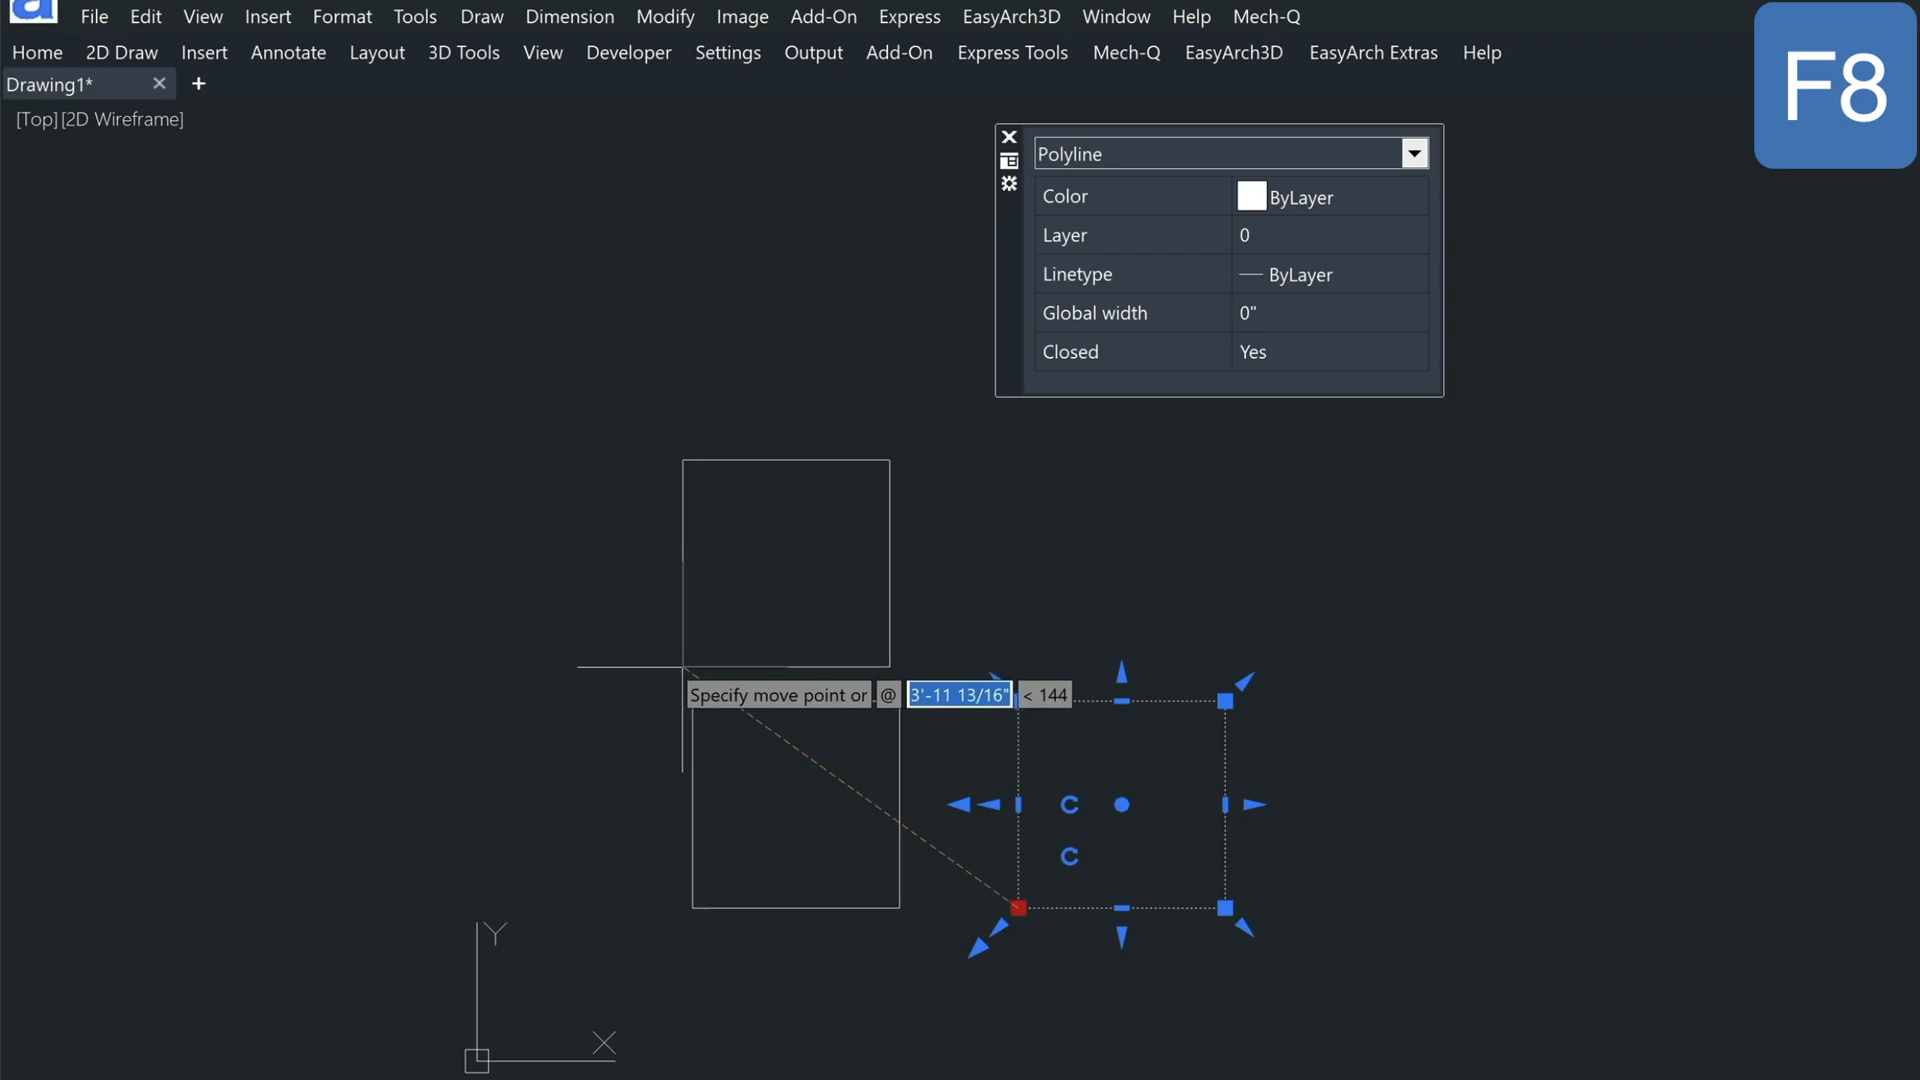 a File Edit View Insert Format Tools Draw Dimension Modify Image Add-On Express EasyArch3D Window Help Mech-Q
Home 2D Draw Insert Annotate Layout 3D Tools View Developer Settings Output Add-On Express Tools Mech-Q EasyArch3D EasyArch Extras Help
F8
Drawing1*
[Top][2D Wireframe]
Polyline
Color ByLayer
Layer 0
Linetype ByLayer
Global width 0"
Closed Yes
Specify move point or @ 3'-11 13/16" < 144
C
C
Y
X